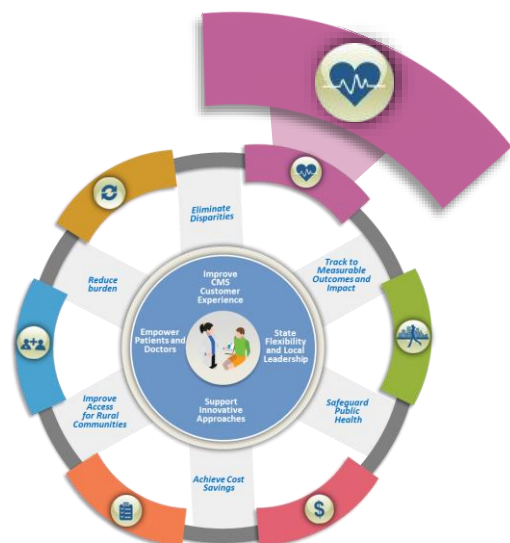 Eliminate
Disparities
Track to
Measurable
Outcomes and
Impact
Safeguard
Public
Health
Achieve Cost
Savings
Improve
Access
for Rural
Communities
Reduce
burden
Improve
CMS
Customer
Experience
Empower
Patients and
Doctors
State
Flexibility
and Local
Leadership
Support
Innovative
Approaches
$